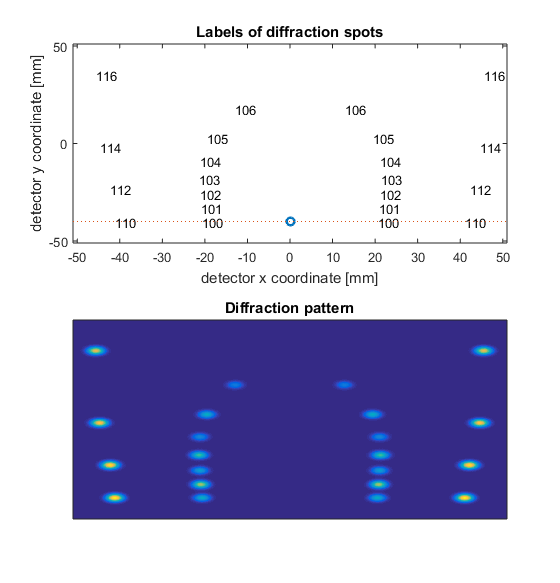 Labels of diffraction spots
50
116 116
106 106
detector y coordinate [mm]
0
105 105
114 114
104 104
103 103
112 102 102 112
101 101
110 100 100 110
-50
-50 -40 -30 -20 -10 0 10 20 30 40 50
detector x coordinate [mm]
Diffraction pattern